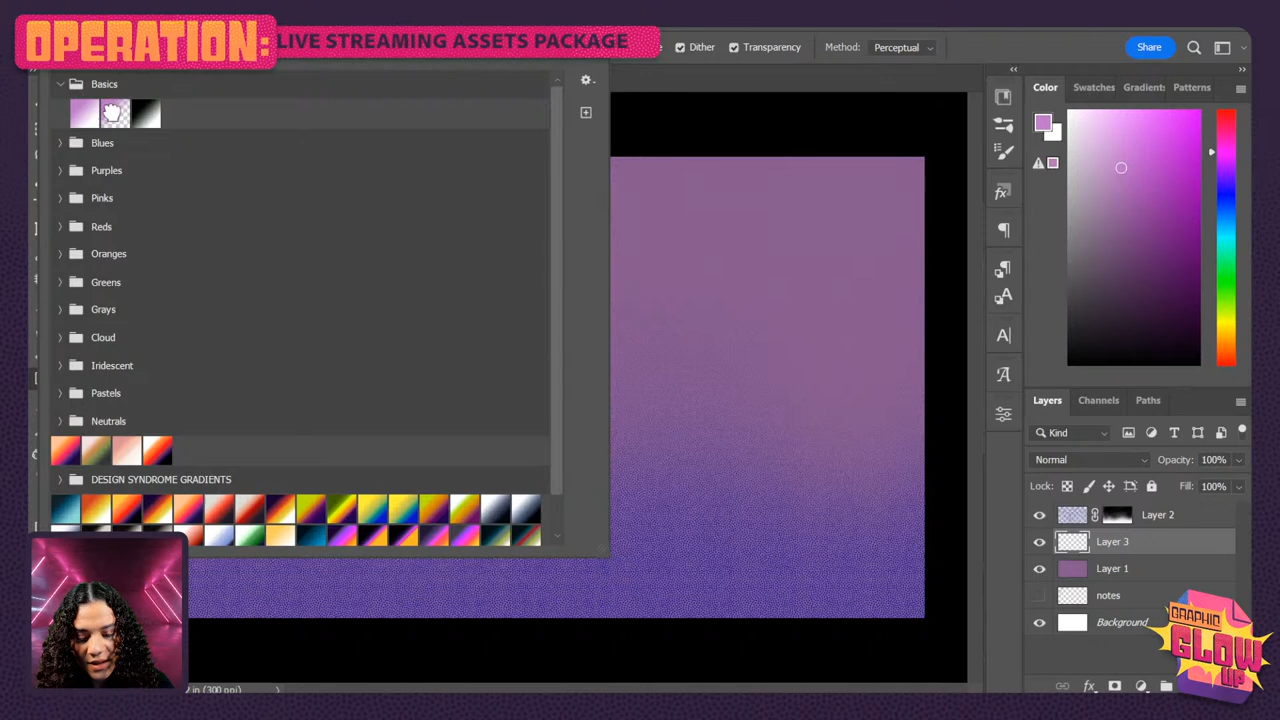 OPERATION:
LIVE STREAMING ASSETS PACKAGE
Dither
Transparency
Method:
Perceptual
Share
Basics
Blues
Purples
Pinks
Reds
Oranges
Greens
Grays
Cloud
Iridescent
Pastels
Neutrals
DESIGN SYNDROME GRADIENTS
Color
Swatches
Gradient:
Patterns
Layers
Channels
Paths
Kind
Normal
Opacity:
100%
Lock:
Fill:
100%
Layer 2
Layer 3
Layer 1
notes
Background
GRAPHIC
GLOW
UP